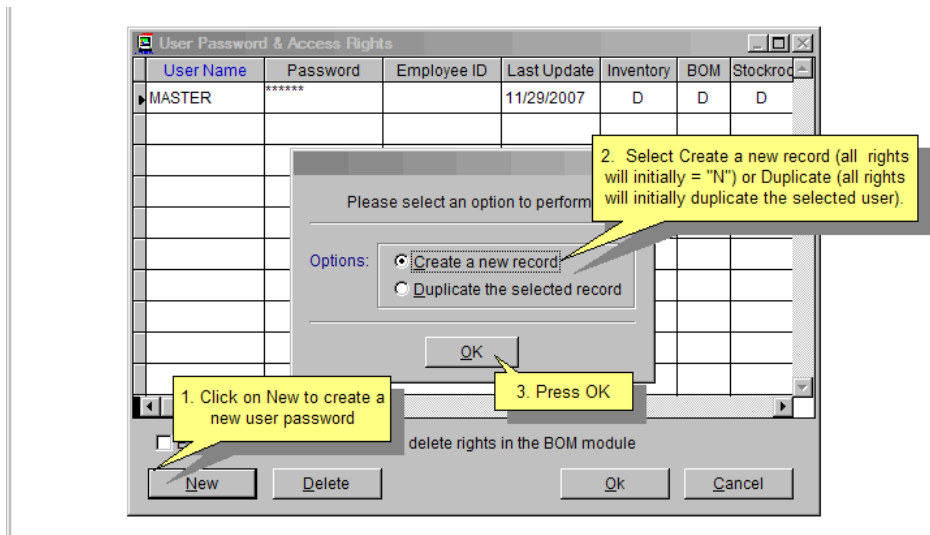 User Password & Access Rights
User Name Password Employee ID Last Update Inventory BOM Stockroo
MASTER ****** 11/29/2007 D D D
2. Select Create a new record (all rights
will initially = "N") or Duplicate (all rights
will initially duplicate the selected user).
Please select an option to perform
Options:
Create a new record
Duplicate the selected record
OK
3. Press OK
1. Click on New to create a
new user password
delete rights in the BOM module
New Delete Ok Cancel